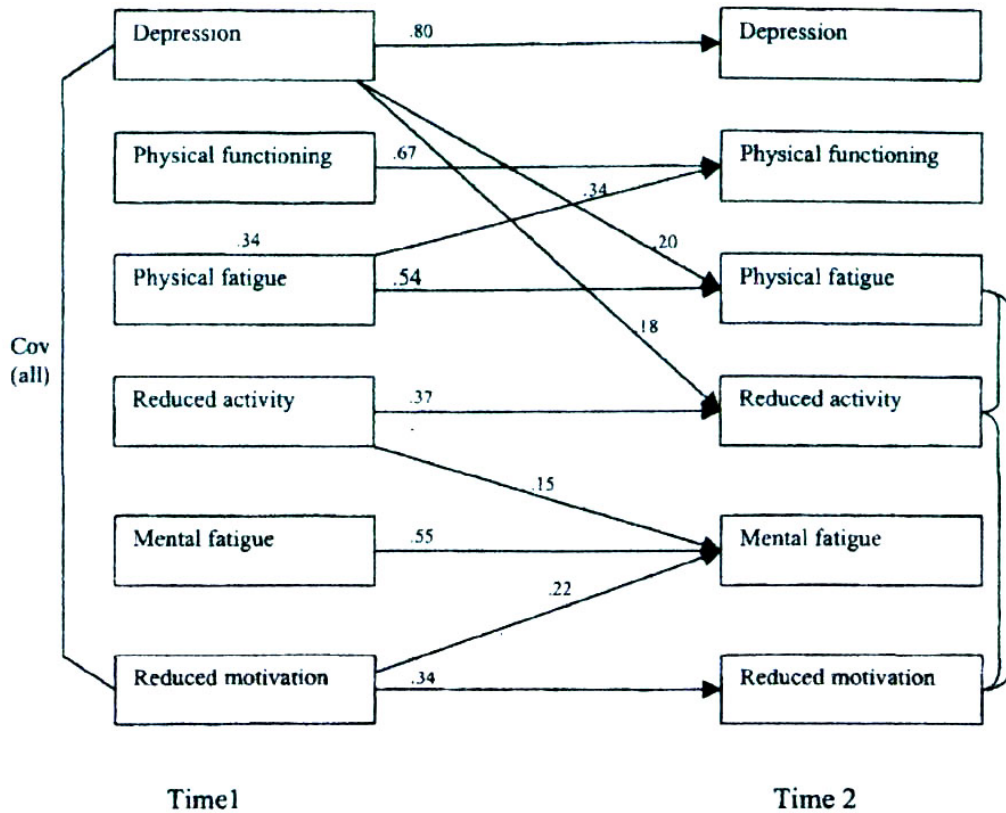 Depression
.80
Depression
Physical functioning
.67
Physical functioning
.34
.34
Physical fatigue
.54
.20
Physical fatigue
Cov
(all)
.18
Reduced activity
.37
Reduced activity
.15
Mental fatigue
.55
Mental fatigue
.22
Reduced motivation
.34
Reduced motivation
Time1
Time 2